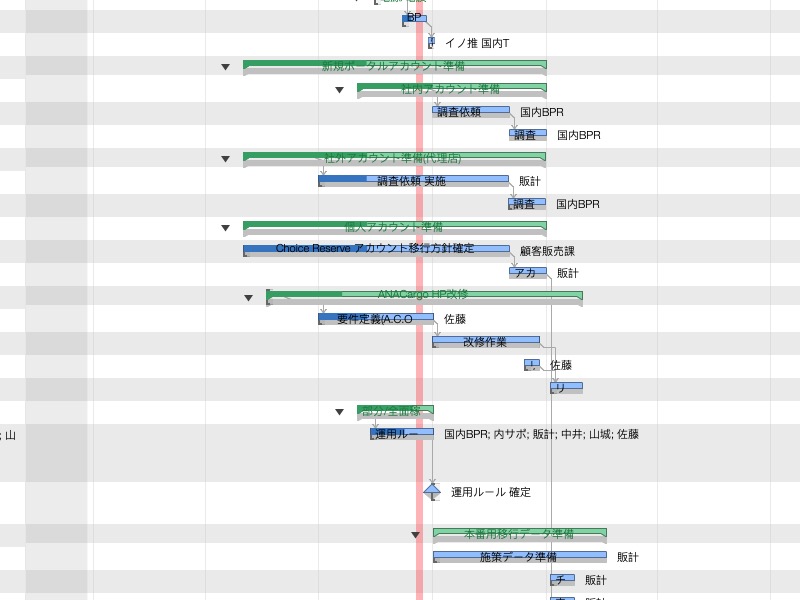 BP
イノ推 国内T
新規ポータルアカウント準備
社内アカウント準備
調査依頼 国内BPR
調査 国内BPR
社外アカウント準備(代理店)
調査依頼 実施 販計
調査 国内BPR
個人アカウント準備
Choice Reserve アカウント移行方針確定 顧客販売課
アカ 販計
ANACargo HP改修
要件定義(A.C.O 佐藤
改修作業
佐藤
リ
部分/全面稼
; 山 運用ルー 国内BPR; 内サポ; 販計; 中井; 山城; 佐藤
運用ルール 確定
本番用移行データ準備
施策データ準備 販計
チ 販計